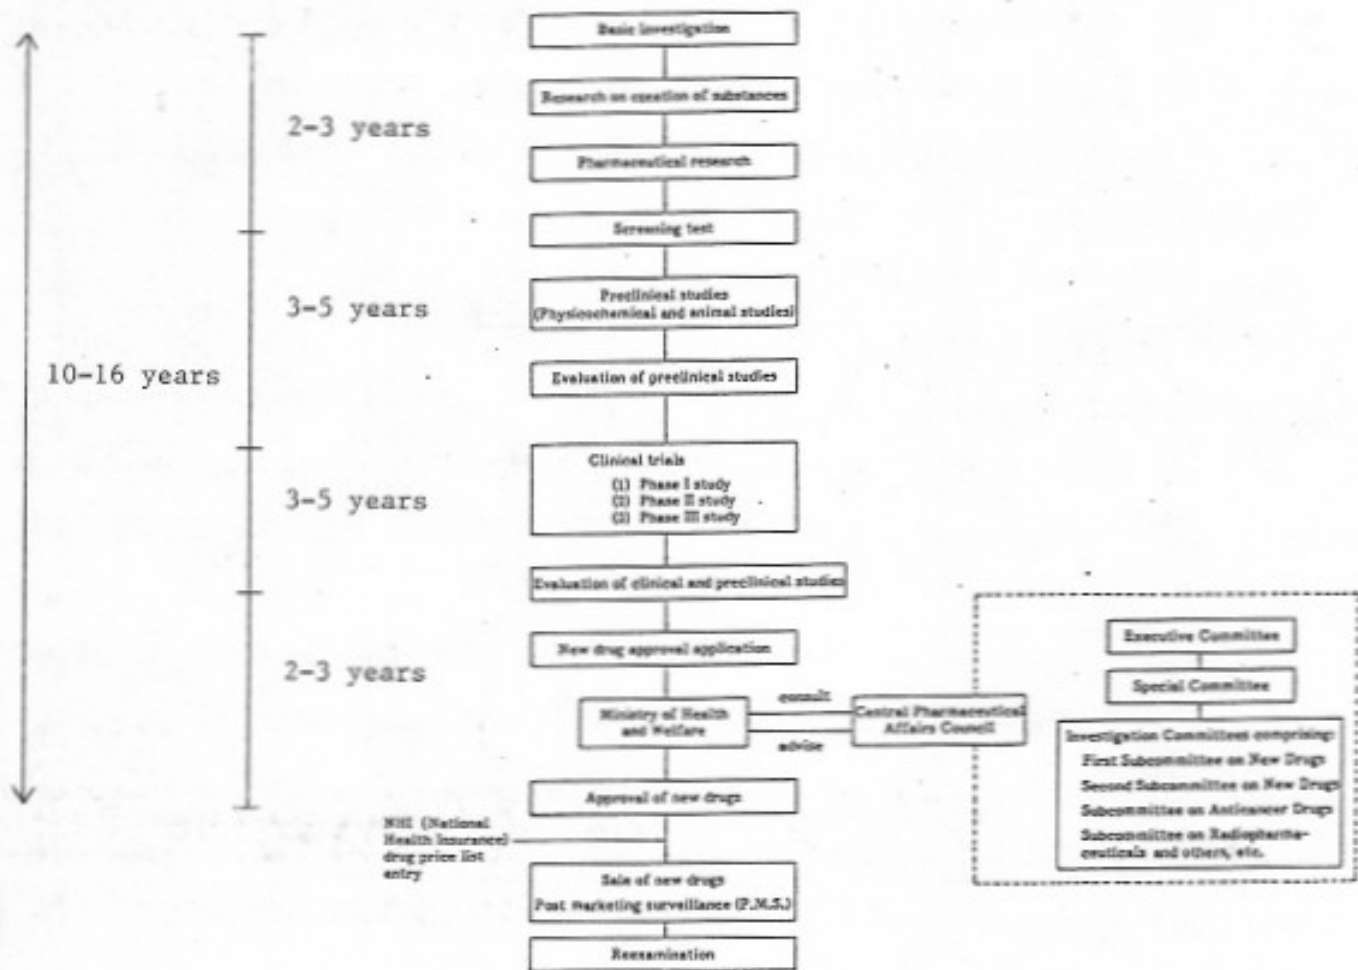 Basic investigation
Research on creation of substances
2-3 years
Pharmaceutical research
Screening test
3-5 years
Preclinical studies
(Physicochemical and animal studies)
10-16 years
Evaluation of preclinical studies
Clinical trials
(1) Phase I study
(2) Phase II study
(3) Phase III study
3-5 years
Evaluation of clinical and preclinical studies
New drug approval application
2-3 years
Ministry of Health
and Welfare
consult
advise
Central Pharmaceutical
Affairs Council
Executive Committee
Special Committee
Investigation Committees comprising:
First Subcommittee on New Drugs
Second Subcommittee on New Drugs
Subcommittee on Anticancer Drugs
Subcommittee on Radiopharma-
ceuticals and others, etc.
Approval of new drugs
NHI (National
Health Insurance)
drug price list
entry
Sale of new drugs
Post marketing surveillance (P.M.S.)
Reexamination